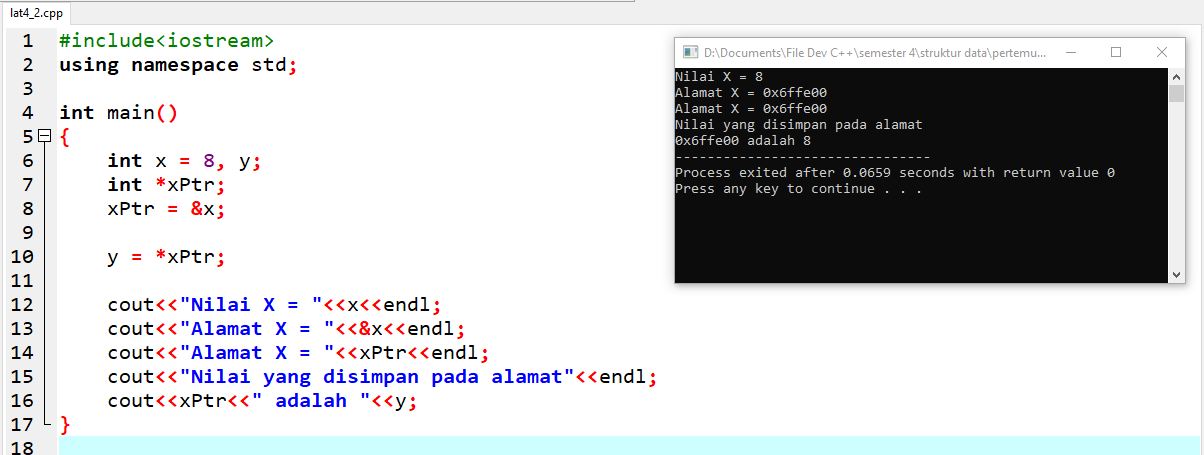 lat4_2.cpp
1 #include<iostream>
2 using namespace std;
3
4 int main()
5 {
6 int x = 8, y;
7 int *xPtr;
8 xPtr = &x;
9
10 y = *xPtr;
11
12 cout<<"Nilai X = "<<x<<endl;
13 cout<<"Alamat X = "<<&x<<endl;
14 cout<<"Alamat X = "<<xPtr<<endl;
15 cout<<"Nilai yang disimpan pada alamat"<<endl;
16 cout<<xPtr<<" adalah "<<y;
17 }
18
D:\Documents\File Dev C++\semester 4\struktur data\pertemu...
Nilai X = 8
Alamat X = 0x6ffe00
Alamat X = 0x6ffe00
Nilai yang disimpan pada alamat
0x6ffe00 adalah 8
--------------------------------
Process exited after 0.0659 seconds with return value 0
Press any key to continue . . .